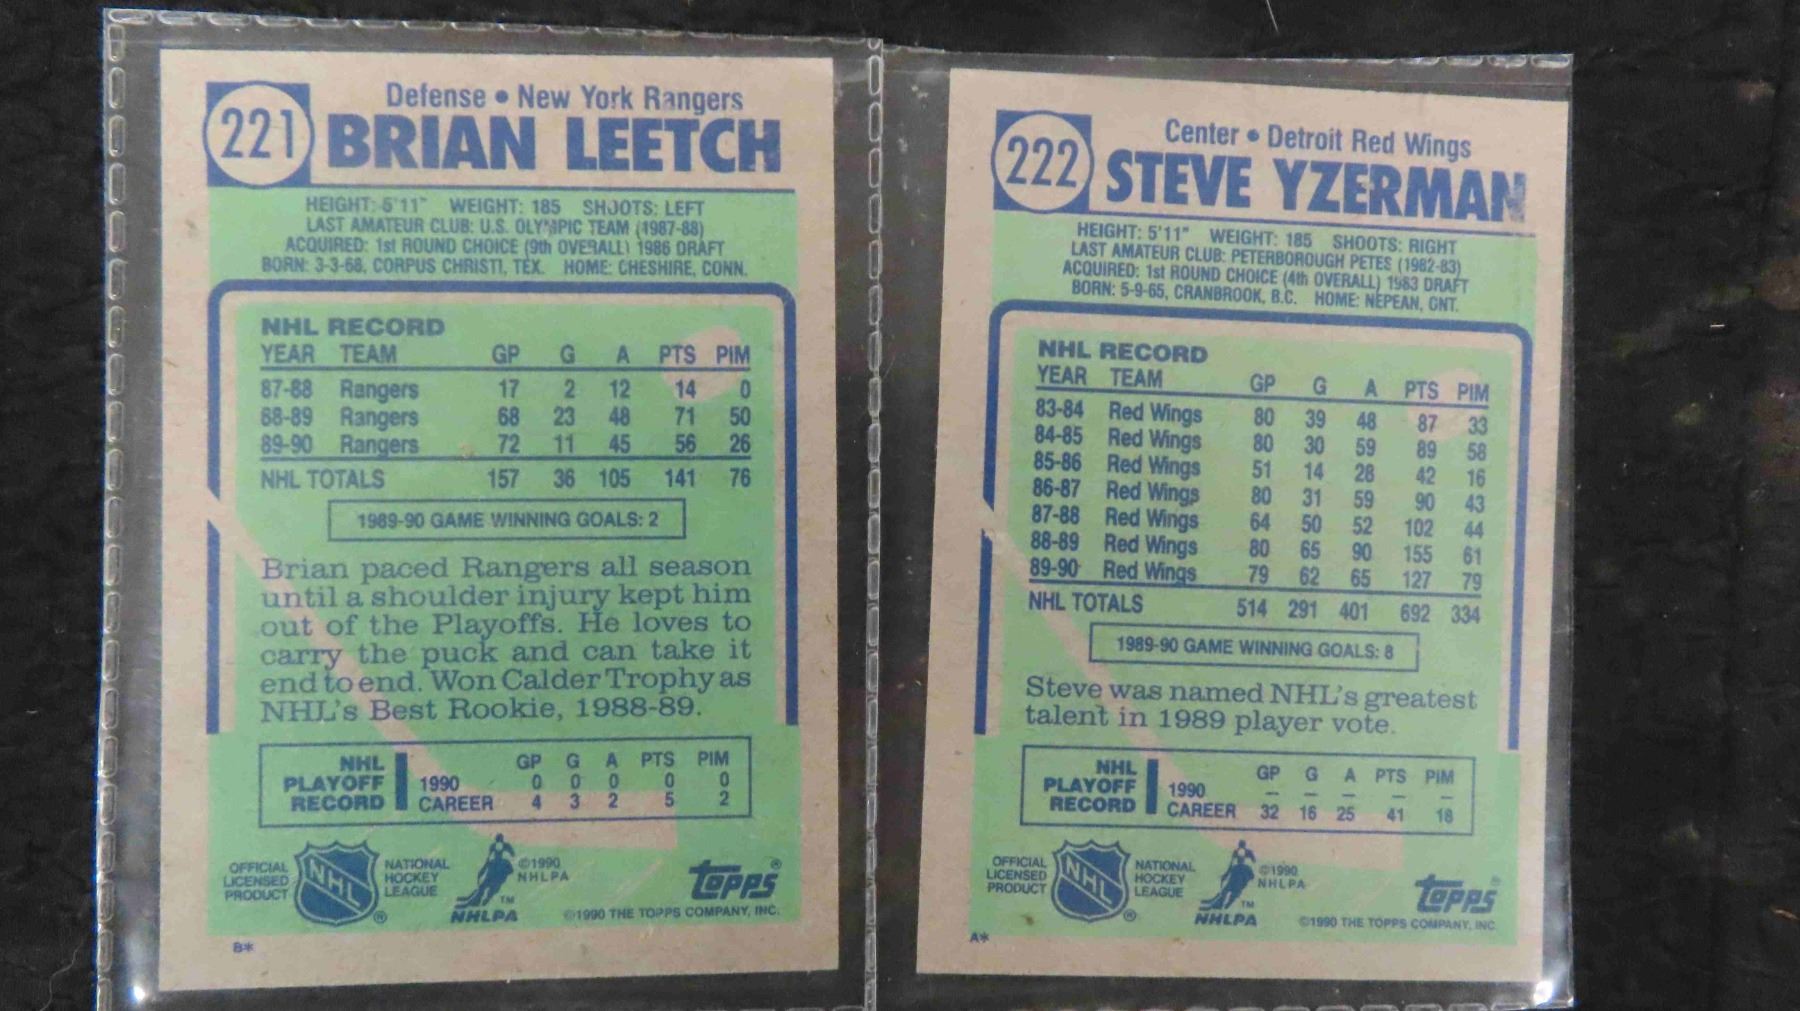 221
Defense • New York Rangers
BRIAN LEETCH
HEIGHT: 5'11" WEIGHT: 185 SHOOTS: LEFT
LAST AMATEUR CLUB: U.S. OLYMPIC TEAM (1987-88)
ACQUIRED: 1st ROUND CHOICE (9th OVERALL) 1986 DRAFT
BORN: 3-3-68, CORPUS CHRISTI, TEX. HOME: CHESHIRE, CONN.
NHL RECORD
YEAR TEAM GP G A PTS PIM
87-88 Rangers 17 2 12 14 0
88-89 Rangers 68 23 48 71 50
89-90 Rangers 72 11 45 56 26
NHL TOTALS 157 36 105 141 76
1989-90 GAME WINNING GOALS: 2
Brian paced Rangers all season
until a shoulder injury kept him
out of the Playoffs. He loves to
carry the puck and can take it
end to end. Won Calder Trophy as
NHL's Best Rookie, 1988-89.
NHL PLAYOFF RECORD
GP G A PTS PIM
1990 0 0 0 0 0
CAREER 4 3 2 5 2
OFFICIAL LICENSED PRODUCT
NHL ®
NATIONAL HOCKEY LEAGUE
NHLPA ™
©1990 NHLPA
Topps ®
©1990 THE TOPPS COMPANY, INC.
B*
222
Center • Detroit Red Wings
STEVE YZERMAN
HEIGHT: 5'11" WEIGHT: 185 SHOOTS: RIGHT
LAST AMATEUR CLUB: PETERBOROUGH PETES (1982-83)
ACQUIRED: 1st ROUND CHOICE (4th OVERALL) 1983 DRAFT
BORN: 5-9-65, CRANBROOK, B.C. HOME: NEPEAN, ONT.
NHL RECORD
YEAR TEAM GP G A PTS PIM
83-84 Red Wings 80 39 48 87 33
84-85 Red Wings 80 30 59 89 58
85-86 Red Wings 51 14 28 42 16
86-87 Red Wings 80 31 59 90 43
87-88 Red Wings 64 50 52 102 44
88-89 Red Wings 80 65 90 155 61
89-90 Red Wings 79 62 65 127 79
NHL TOTALS 514 291 401 692 334
1989-90 GAME WINNING GOALS: 8
Steve was named NHL's greatest
talent in 1989 player vote.
NHL PLAYOFF RECORD
GP G A PTS PIM
1990 – – – – –
CAREER 32 16 25 41 18
OFFICIAL LICENSED PRODUCT
NHL ®
NATIONAL HOCKEY LEAGUE
NHLPA ™
©1990 NHLPA
Topps ®
©1990 THE TOPPS COMPANY, INC.
A*